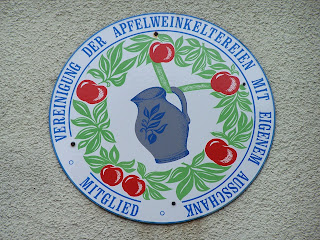 VEREINIGUNG DER APFELWEINKELTEREIEN MIT EIGENEM AUSSCHANK
MITGLIED